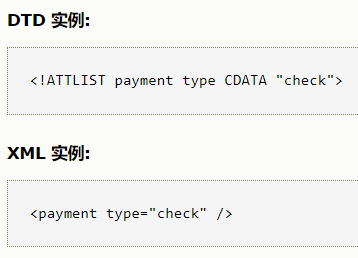 DTD 实例:
<!ATTLIST payment type CDATA "check">
XML 实例:
<payment type="check" />